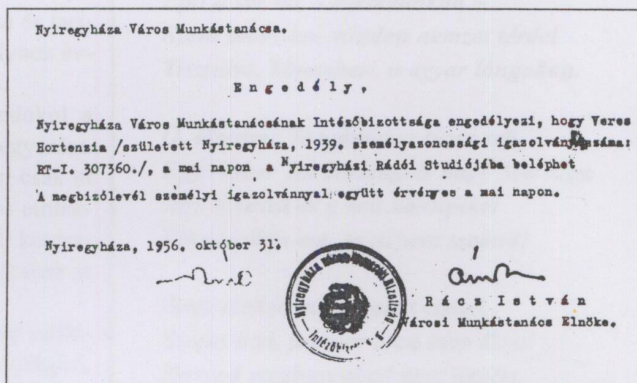 Nyiregyháza Város Munkástanácsa.
E n g e d é l y .
Nyiregyháza Város Munkástanácsának Intésőbizottsága engedélyezi, hogy Veres
Hortenzia /született Nyiregyháza, 1939. személyazonossági igazolvány száma:
RT-I. 307360./, a mai napon a Nyiregyházi Rádió Studiójába beléphet
A megbizólevél személyi igazolvánnyal együtt érvényes a mai napon.
Nyiregyháza, 1956. október 31.
R á c s I s t v á n
Városi Munkástanács Elnöke.